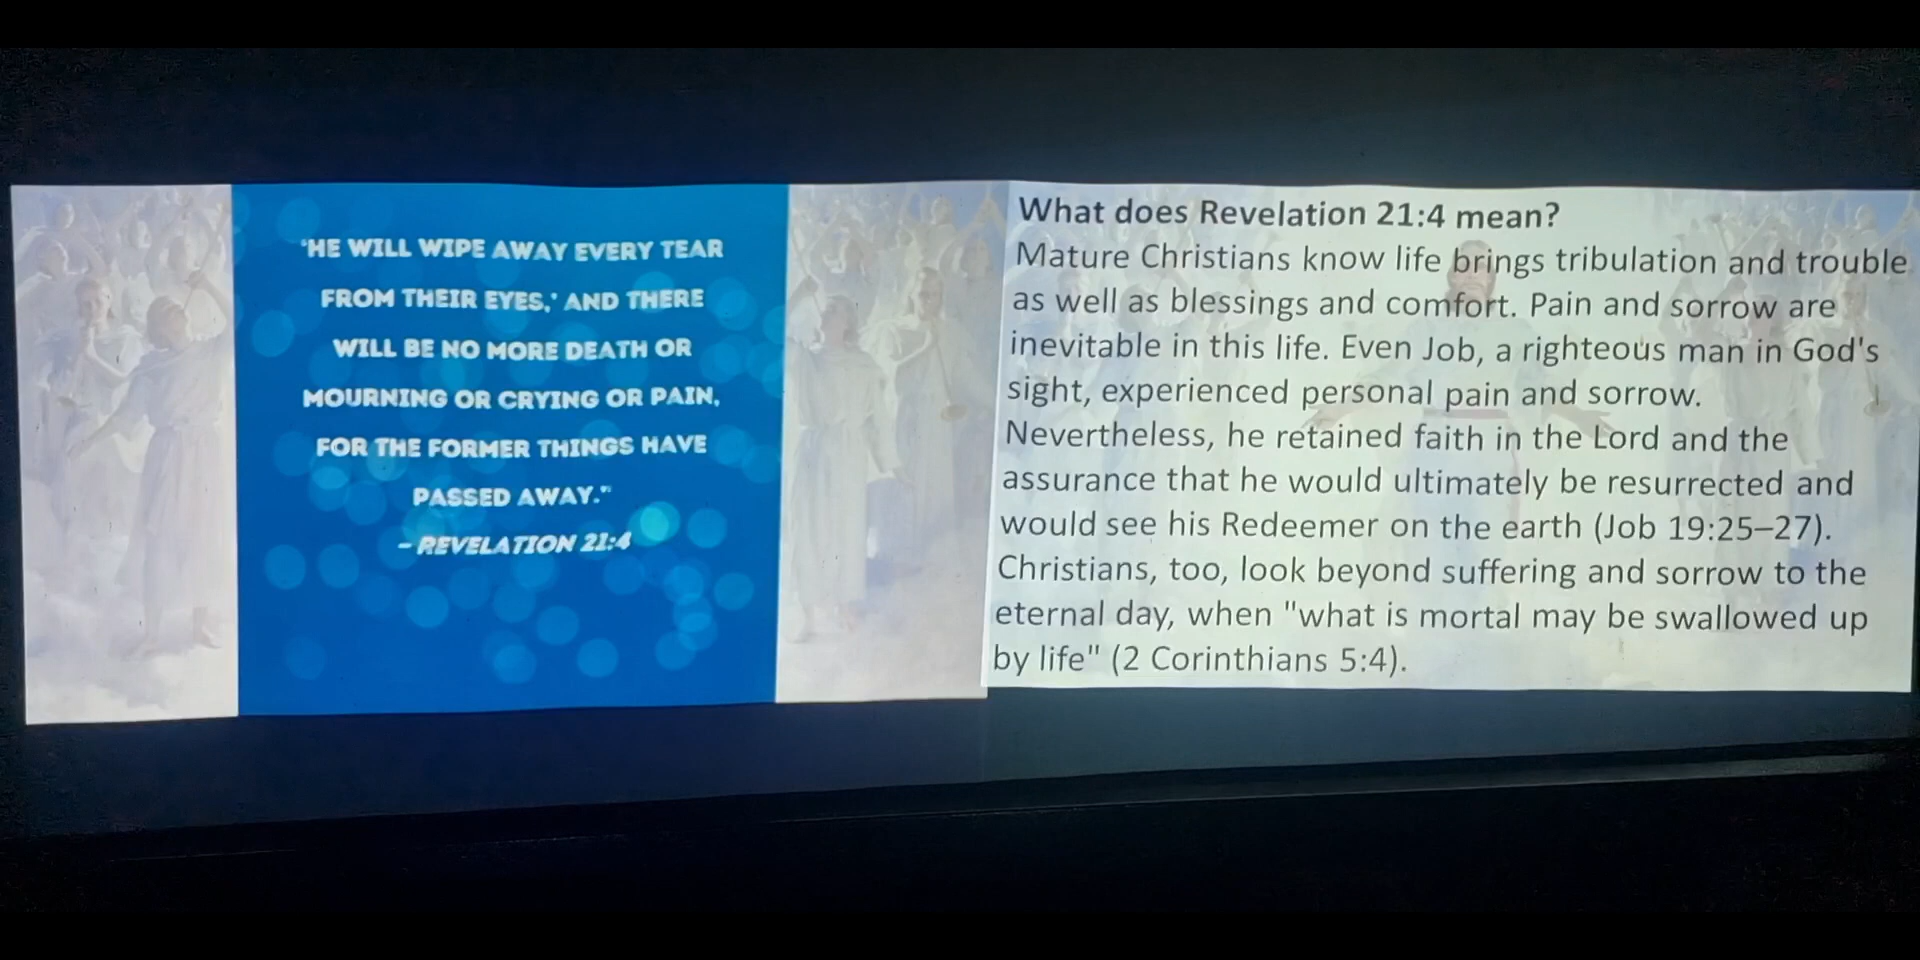 'HE WILL WIPE AWAY EVERY TEAR
FROM THEIR EYES,' AND THERE
WILL BE NO MORE DEATH OR
MOURNING OR CRYING OR PAIN,
FOR THE FORMER THINGS HAVE
PASSED AWAY."
- REVELATION 21:4
What does Revelation 21:4 mean?
Mature Christians know life brings tribulation and trouble
as well as blessings and comfort. Pain and sorrow are
inevitable in this life. Even Job, a righteous man in God's
sight, experienced personal pain and sorrow.
Nevertheless, he retained faith in the Lord and the
assurance that he would ultimately be resurrected and
would see his Redeemer on the earth (Job 19:25–27).
Christians, too, look beyond suffering and sorrow to the
eternal day, when "what is mortal may be swallowed up
by life" (2 Corinthians 5:4).